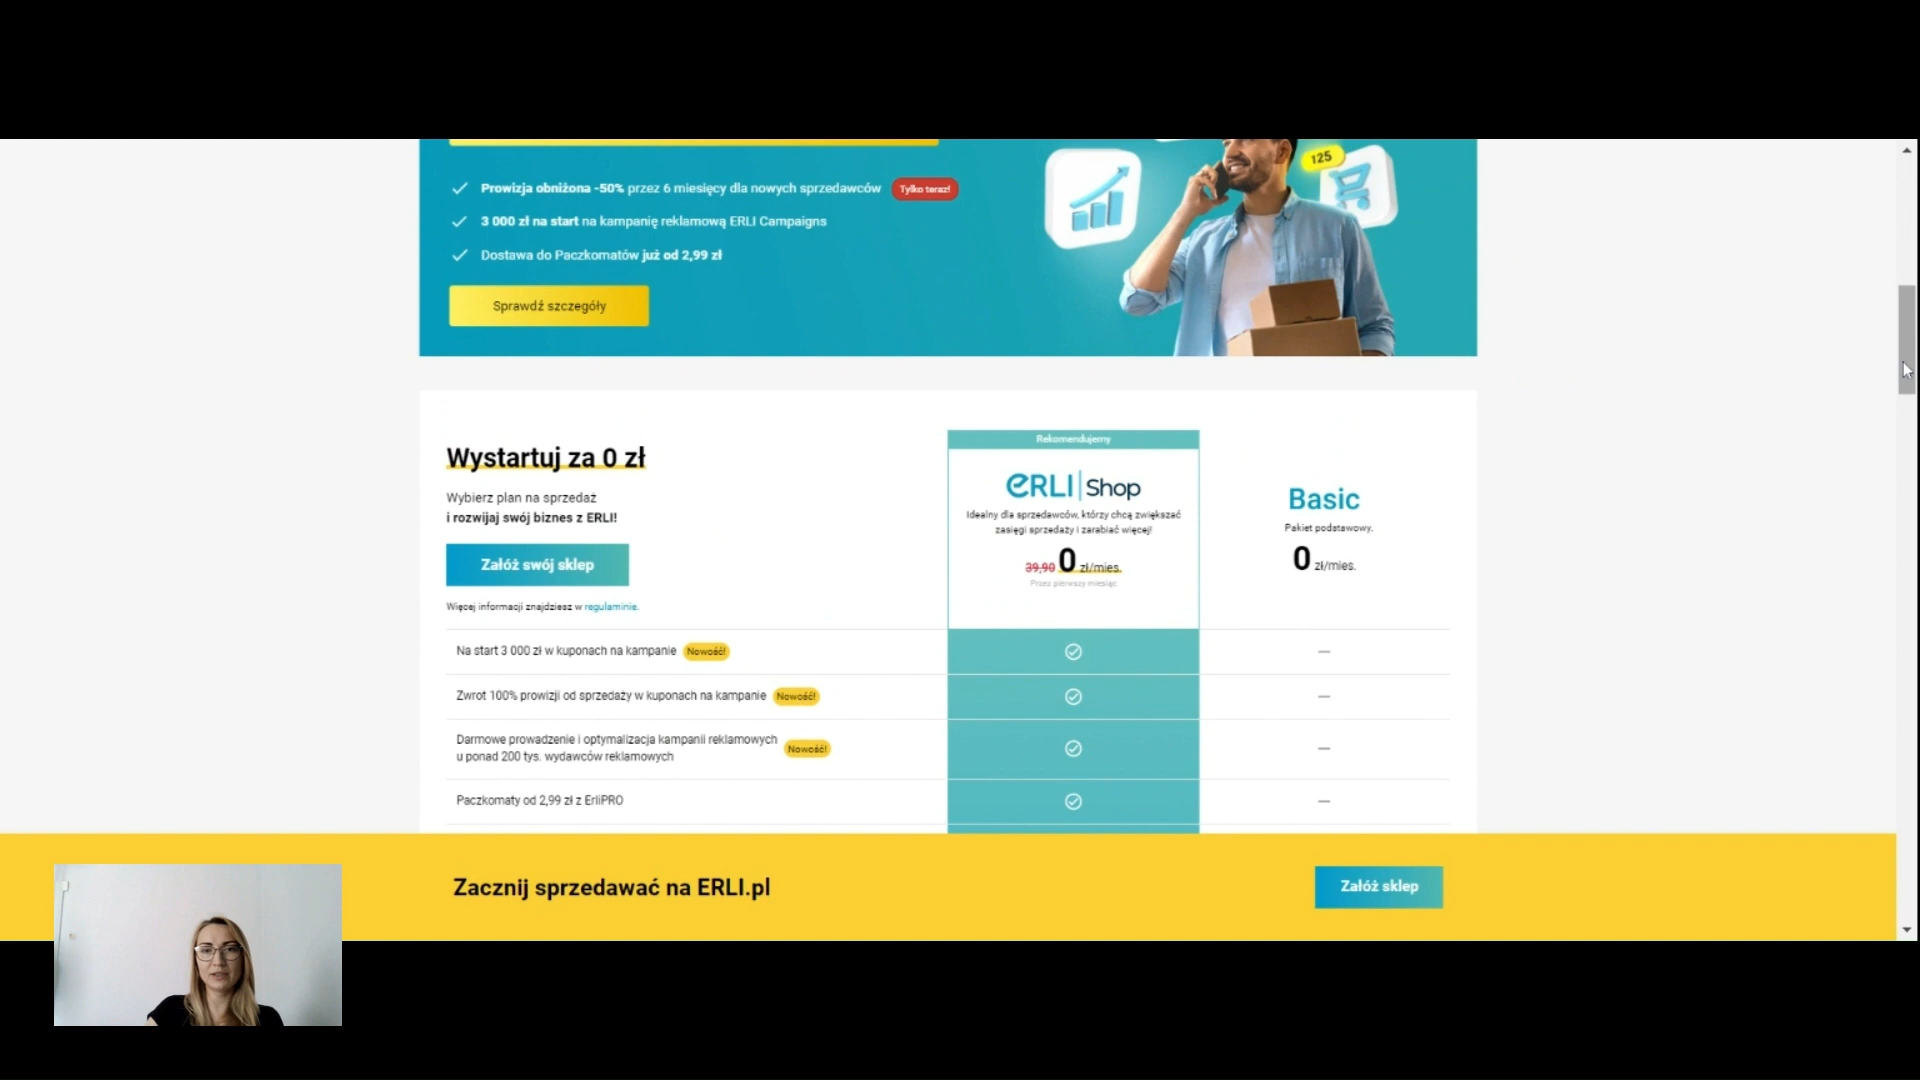 125
Prowizja obniżona -50% przez 6 miesięcy dla nowych sprzedawców Tylko teraz!
3 000 zł na start na kampanię reklamową ERLI Campaigns
Dostawa do Paczkomatów już od 2,99 zł
Sprawdź szczegóły
Wystartuj za 0 zł
Wybierz plan na sprzedaż
i rozwijaj swój biznes z ERLI!
Załóż swój sklep
Więcej informacji znajdziesz w regulaminie.
Rekomendujemy
ERLI Shop
Idealny dla sprzedawców, którzy chcą zwiększać
zasięgi sprzedaży i zarabiać więcej!
39,90 0 zł/mies.
Przez pierwszy miesiąc
Basic
Pakiet podstawowy.
0 zł/mies.
Na start 3 000 zł w kuponach na kampanie Nowość!
Zwrot 100% prowizji od sprzedaży w kuponach na kampanie Nowość!
Darmowe prowadzenie i optymalizacja kampanii reklamowych
u ponad 200 tys. wydawców reklamowych Nowość!
Paczkomaty od 2,99 zł z ErliPRO
Zacznij sprzedawać na ERLI.pl
Załóż sklep